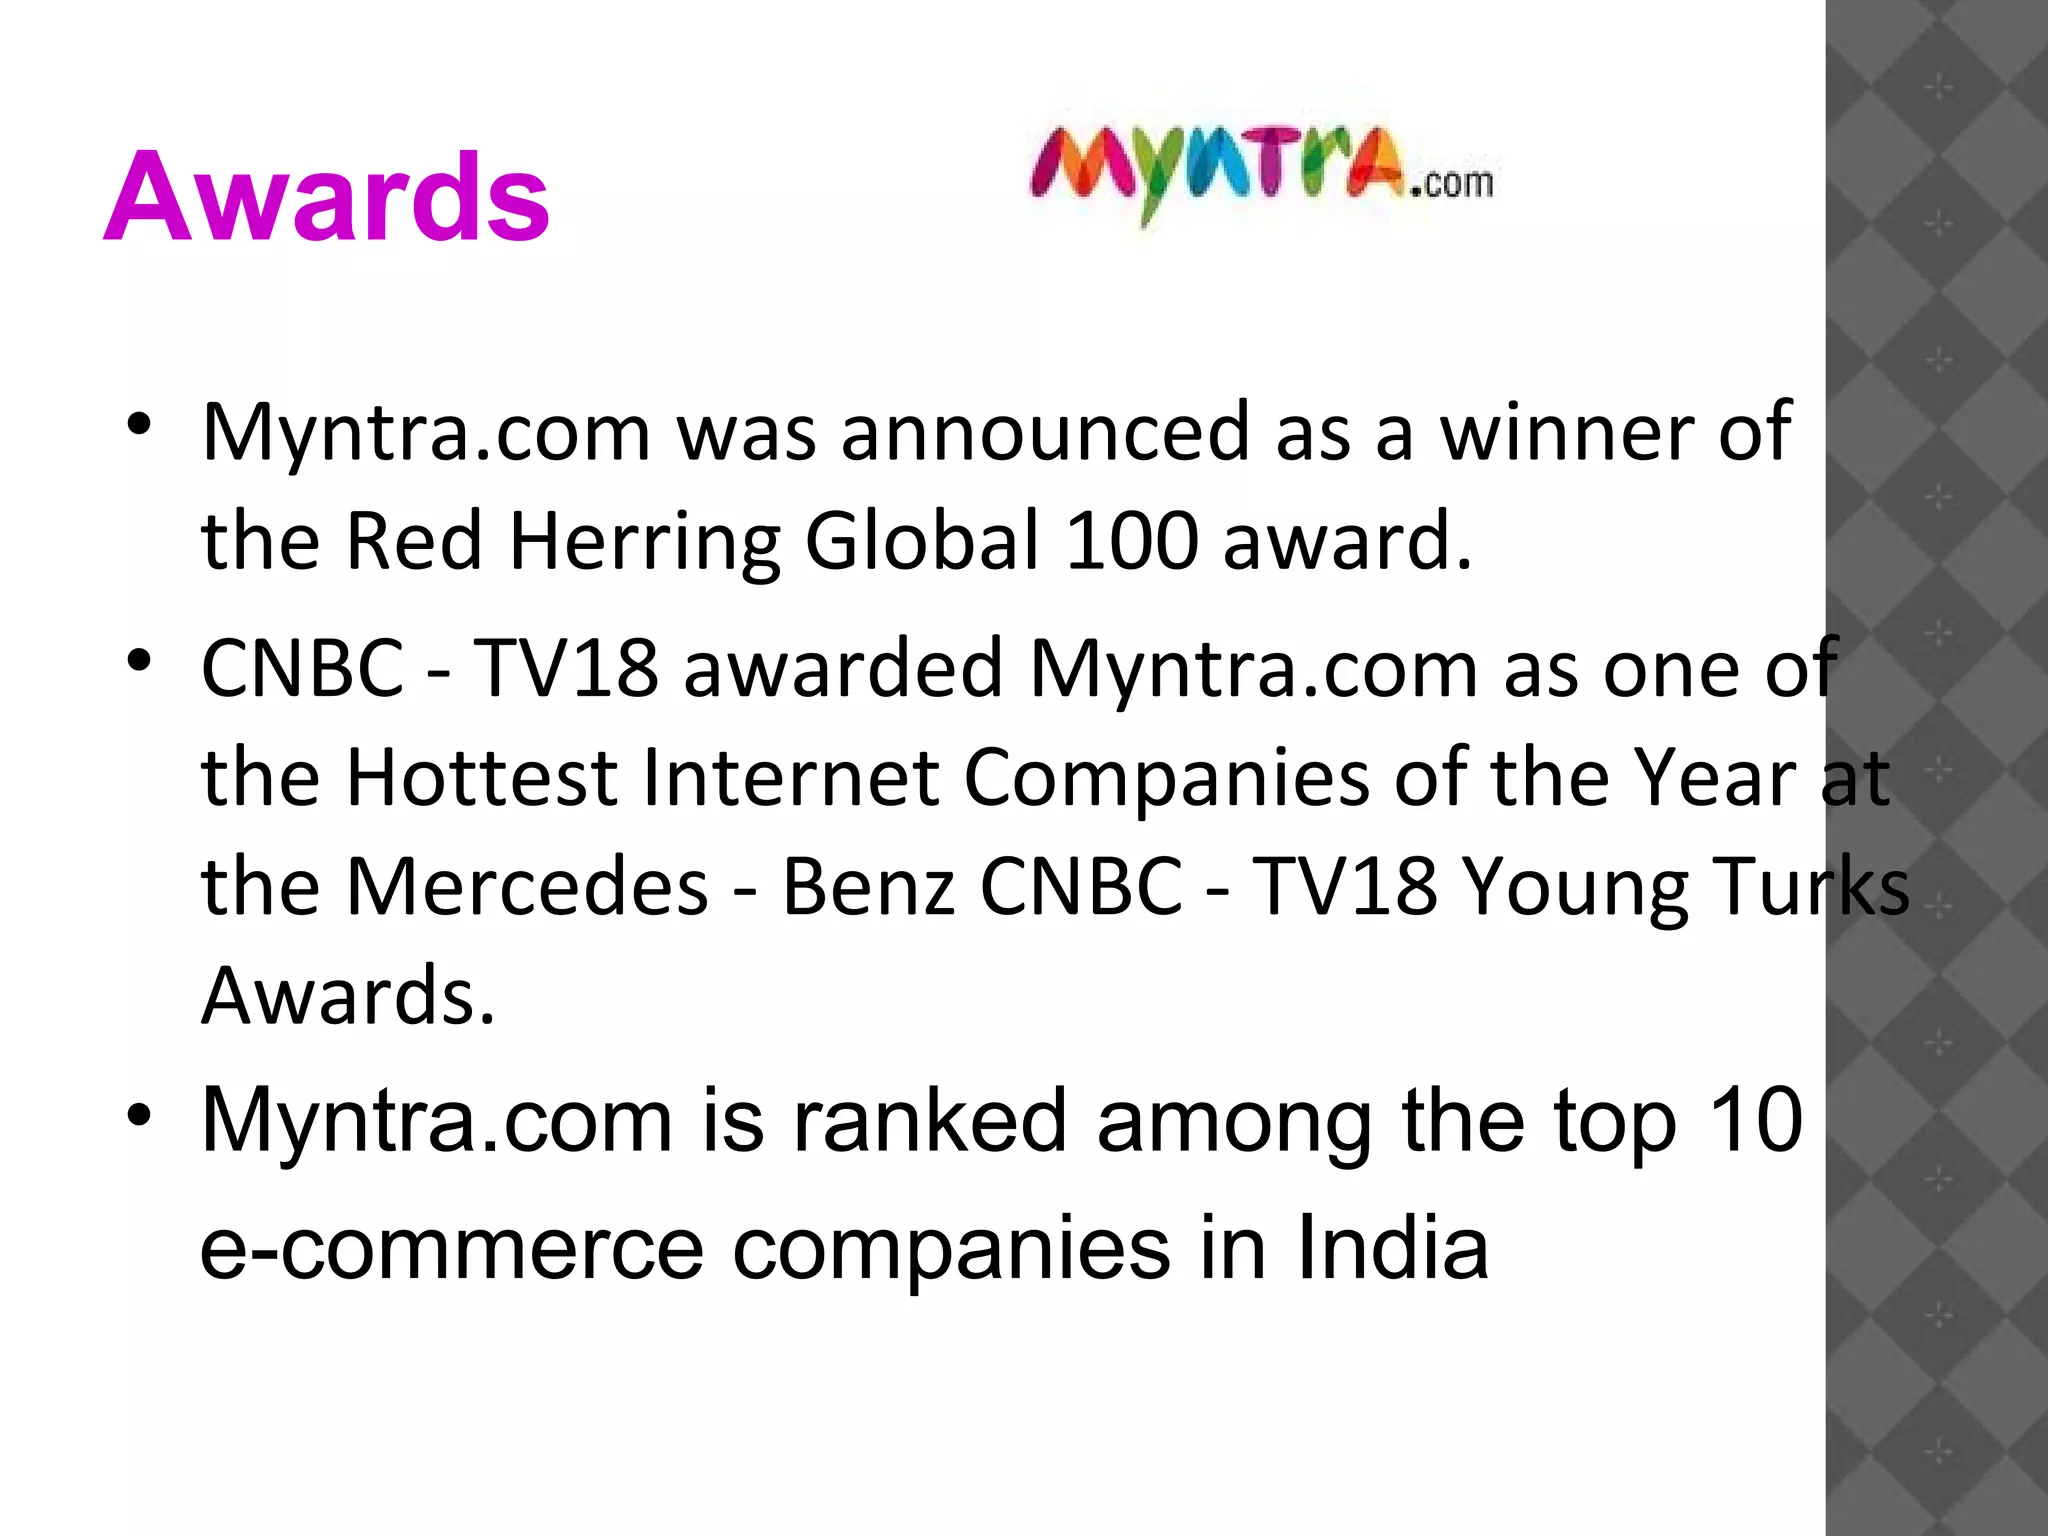 Awards
myntra.com
• Myntra.com was announced as a winner of
the Red Herring Global 100 award.
• CNBC - TV18 awarded Myntra.com as one of
the Hottest Internet Companies of the Year at
the Mercedes - Benz CNBC - TV18 Young Turks
Awards.
• Myntra.com is ranked among the top 10
e-commerce companies in India